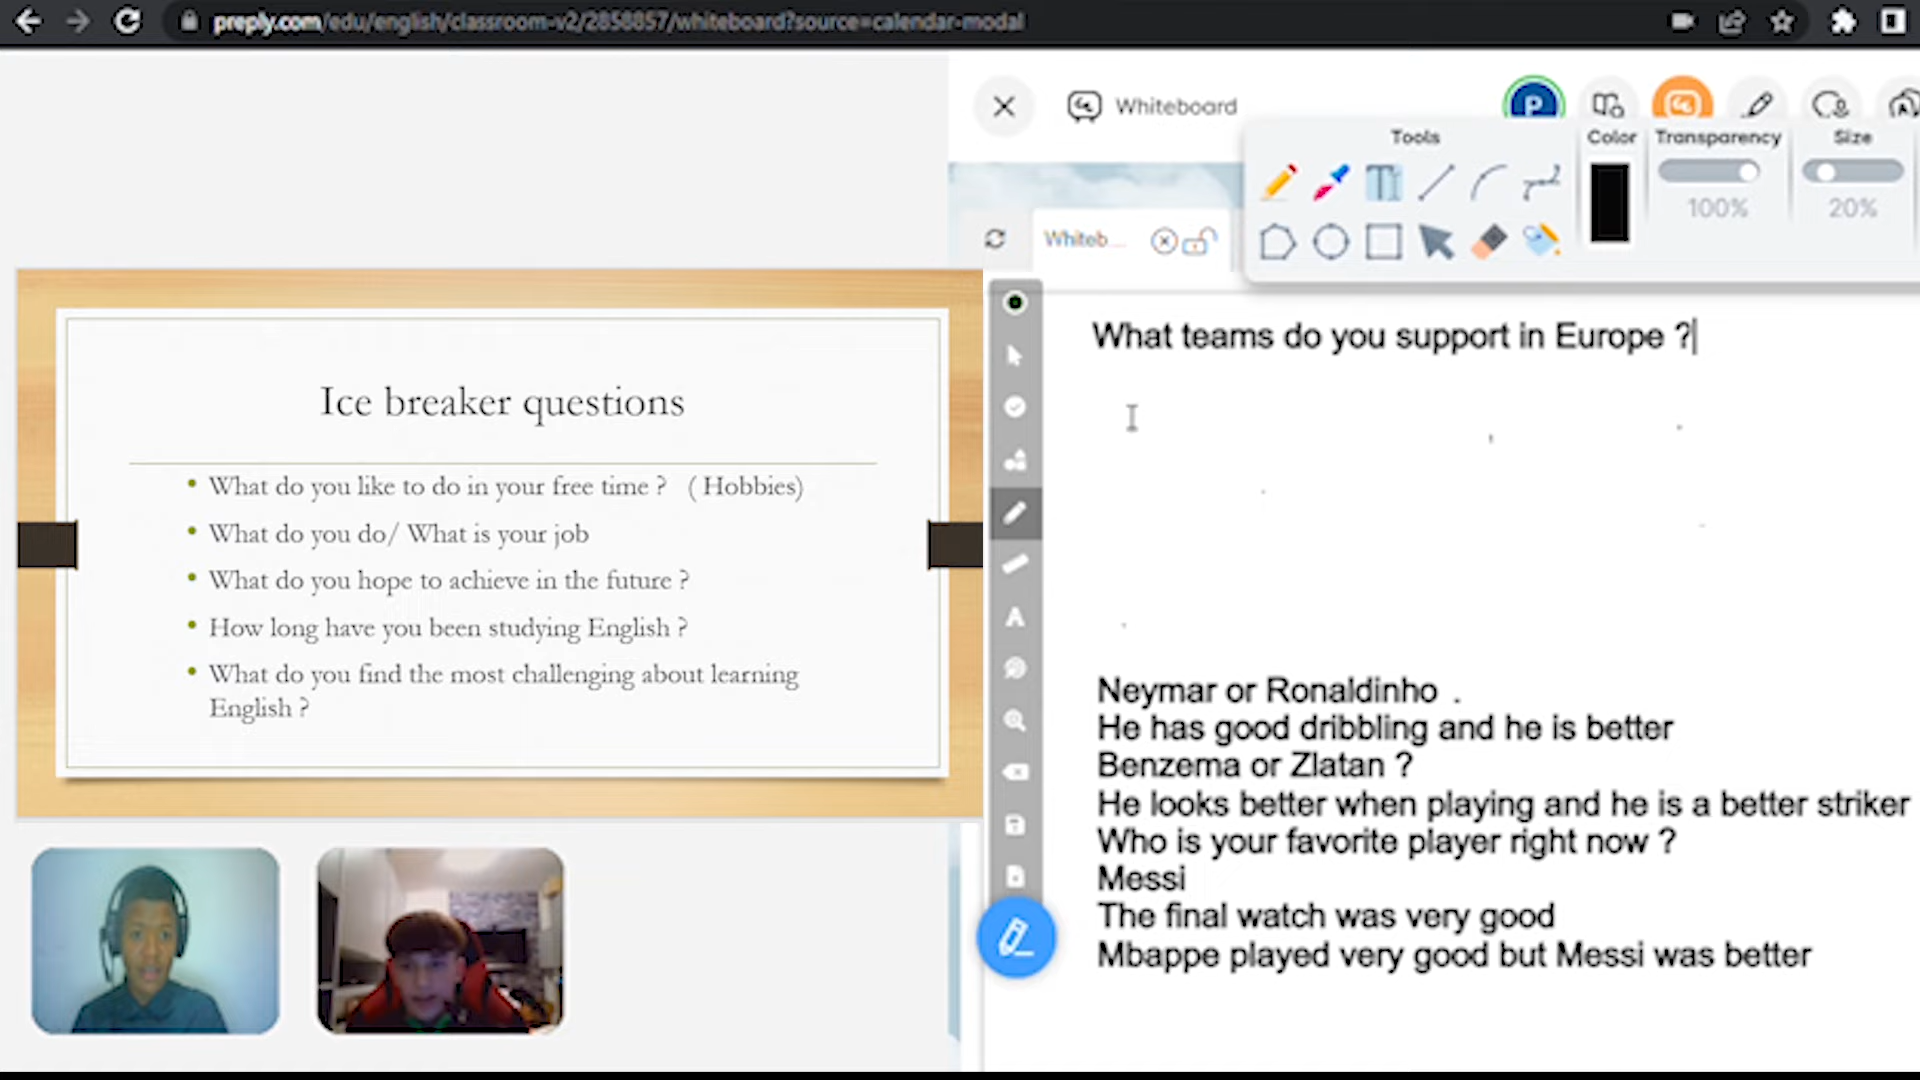 preply.com/edu/english/classroom-v2/2858857/whiteboard?source=calendar-modal
Whiteboard
P
Tools
Color
Transparency
Size
100%
20%
Whiteb...
What teams do you support in Europe ?
Neymar or Ronaldinho .
He has good dribbling and he is better
Benzema or Zlatan ?
He looks better when playing and he is a better striker
Who is your favorite player right now ?
Messi
The final watch was very good
Mbappe played very good but Messi was better
Ice breaker questions
• What do you like to do in your free time ? ( Hobbies)
• What do you do/ What is your job
• What do you hope to achieve in the future ?
• How long have you been studying English ?
• What do you find the most challenging about learning
English ?